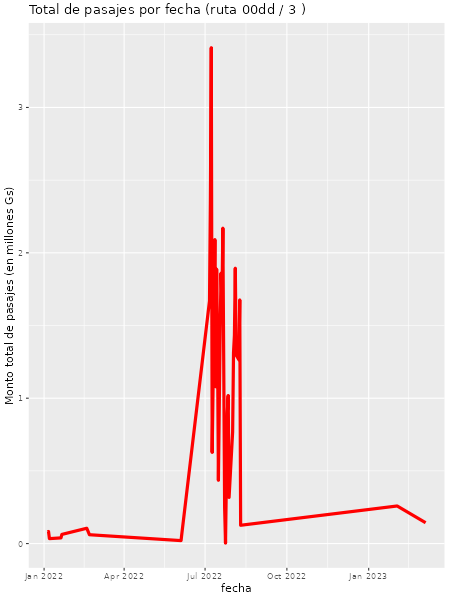 Total de pasajes por fecha (ruta 00dd / 3 )
Monto total de pasajes (en millones Gs)
3
2
1
0
Jan 2022 Apr 2022 Jul 2022 Oct 2022 Jan 2023
fecha